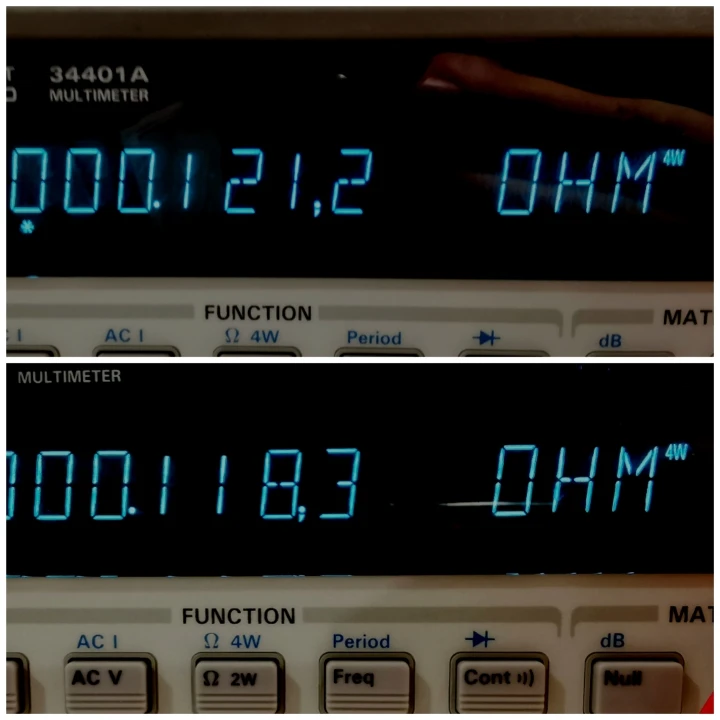 34401A
MULTIMETER
000.121,2 OHM 4W
*
FUNCTION
AC I Ω 4W Period dB
MULTIMETER
00.118,3 OHM 4W
FUNCTION
AC I Ω 4W Period dB
AC V Ω 2W Freq Cont Null